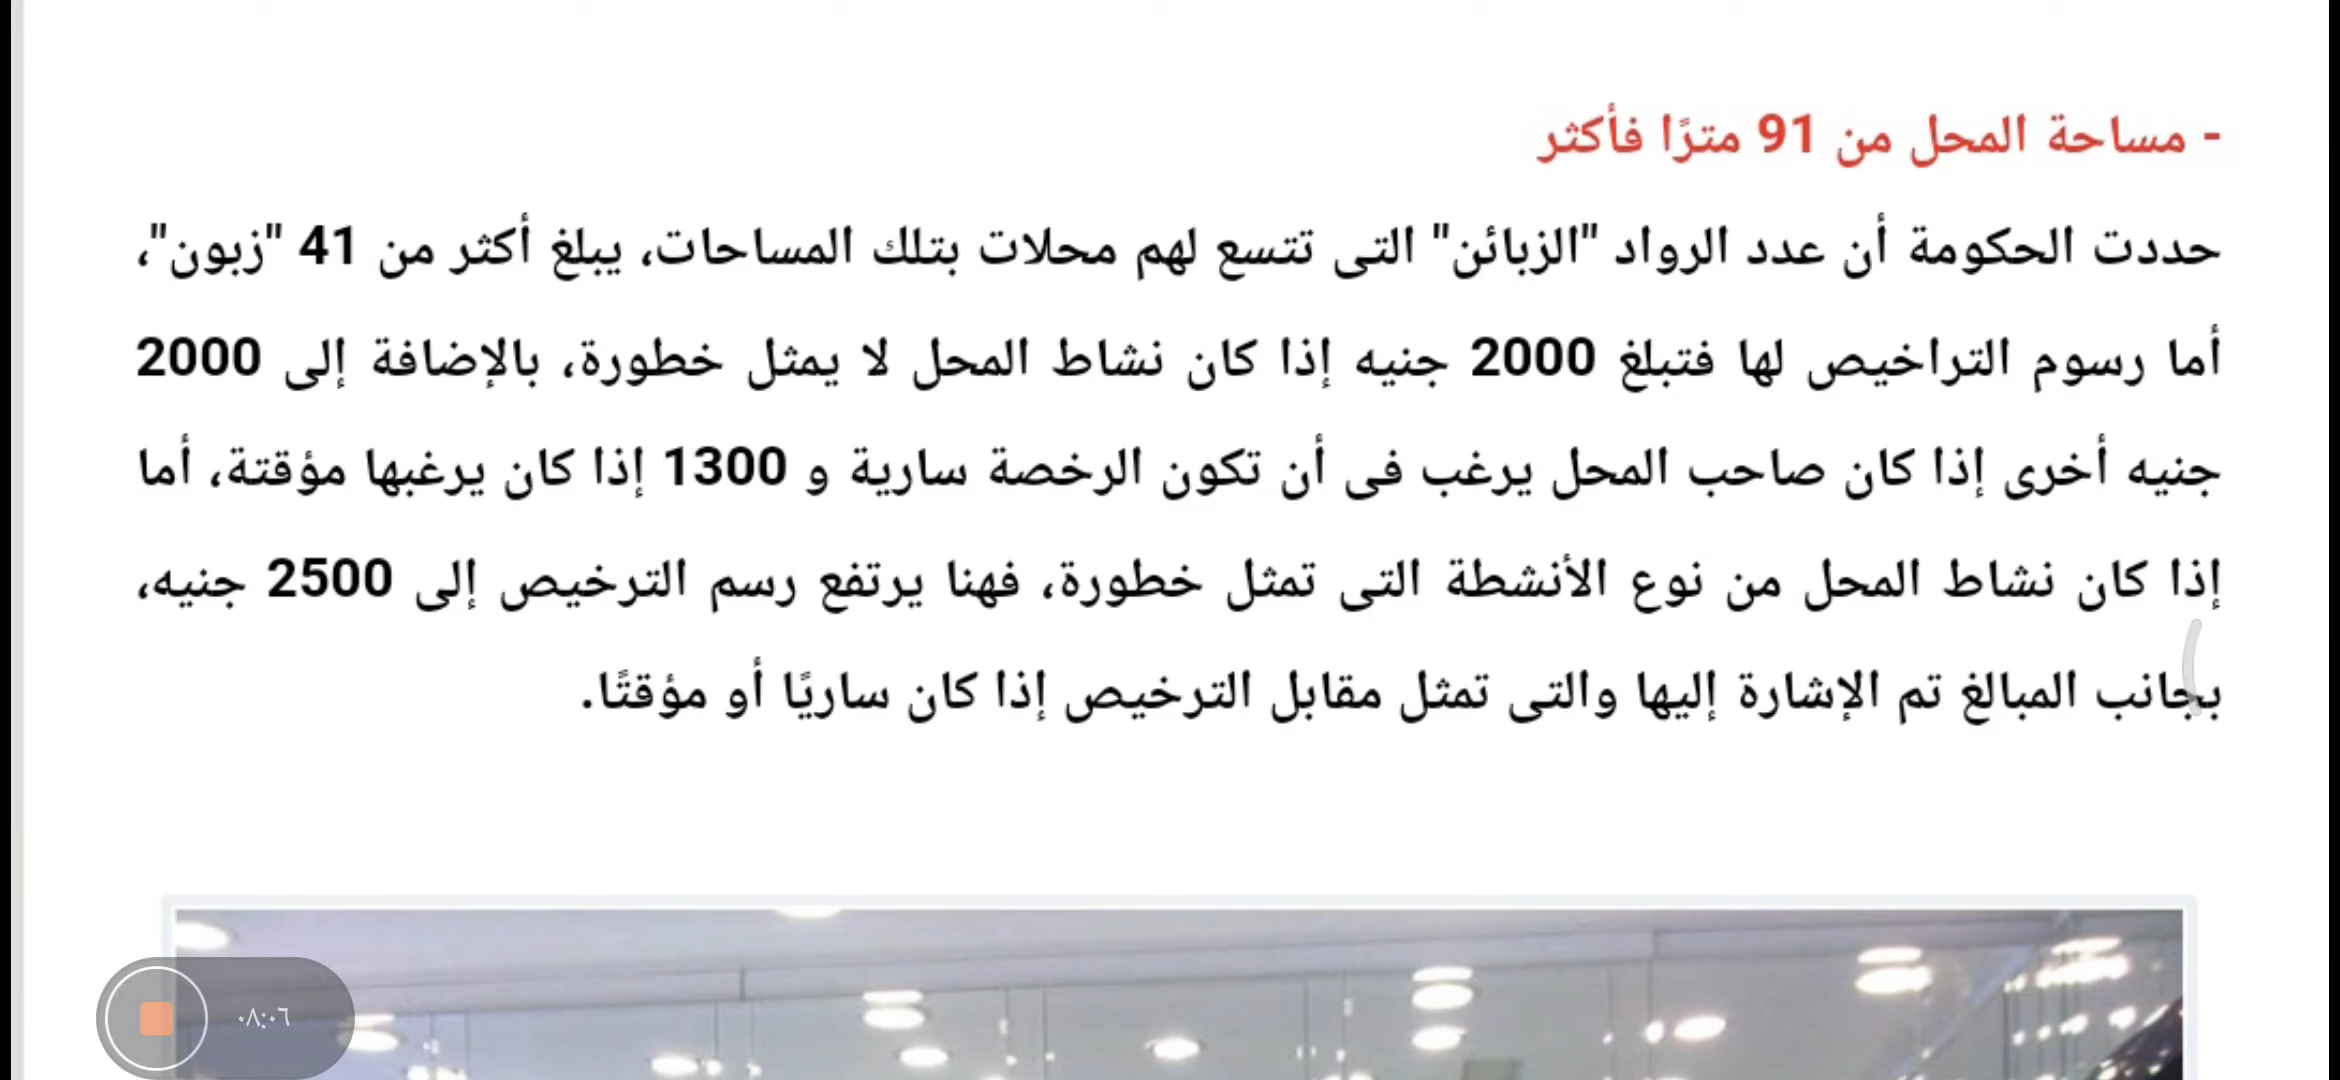 - مساحة المحل من 91 مترًا فأكثر
حددت الحكومة أن عدد الرواد "الزبائن" التى تتسع لهم محلات بتلك المساحات، يبلغ أكثر من 41 "زبون"،
أما رسوم التراخيص لها فتبلغ 2000 جنيه إذا كان نشاط المحل لا يمثل خطورة، بالإضافة إلى 2000
جنيه أخرى إذا كان صاحب المحل يرغب فى أن تكون الرخصة سارية و 1300 إذا كان يرغبها مؤقتة، أما
إذا كان نشاط المحل من نوع الأنشطة التى تمثل خطورة، فهنا يرتفع رسم الترخيص إلى 2500 جنيه،
بجانب المبالغ تم الإشارة إليها والتى تمثل مقابل الترخيص إذا كان ساريًا أو مؤقتًا.
٠٨:٠٦